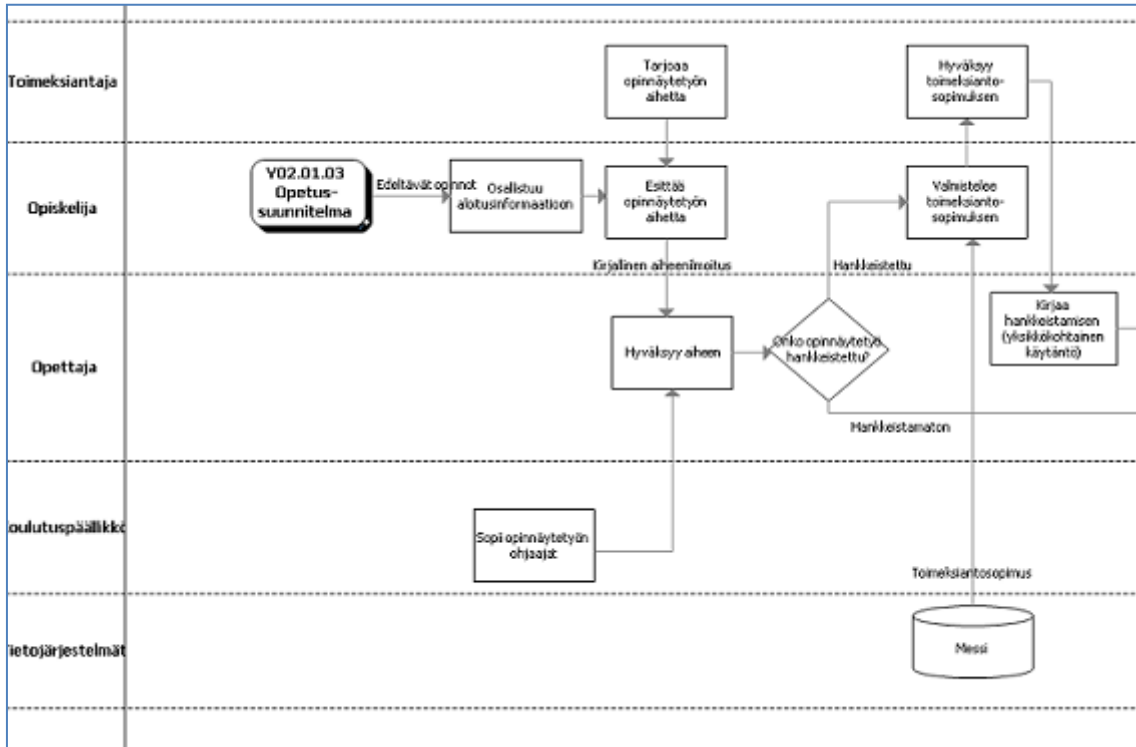 Toimeksiantaja
Tarjoaa
opinnäytetyön
aihetta
Hyväksyy
toimeksianto-
sopimuksen
Opiskelija
Y02.01.03
Opetus-
suunnitelma
Edeltävät opinnot
Osallistuu
aloitusinformaatioon
Esittää
opinnäytetyön
aihetta
Valmistelee
toimeksianto-
sopimuksen
Kirjallinen aiheenilmoitus
Hankkeistettu
Opettaja
Hyväksyy aiheen
Onko opinnäytetyö
hankkeistettu?
Kirjaa
hankkeistamisen
(yksikkökohtainen
käytäntö)
Hankkeistamaton
oulutuspäällikkö
Sopii opinnäytetyön
ohjaajat
Toimeksiantosopimus
ietojärjestelmät
Messi